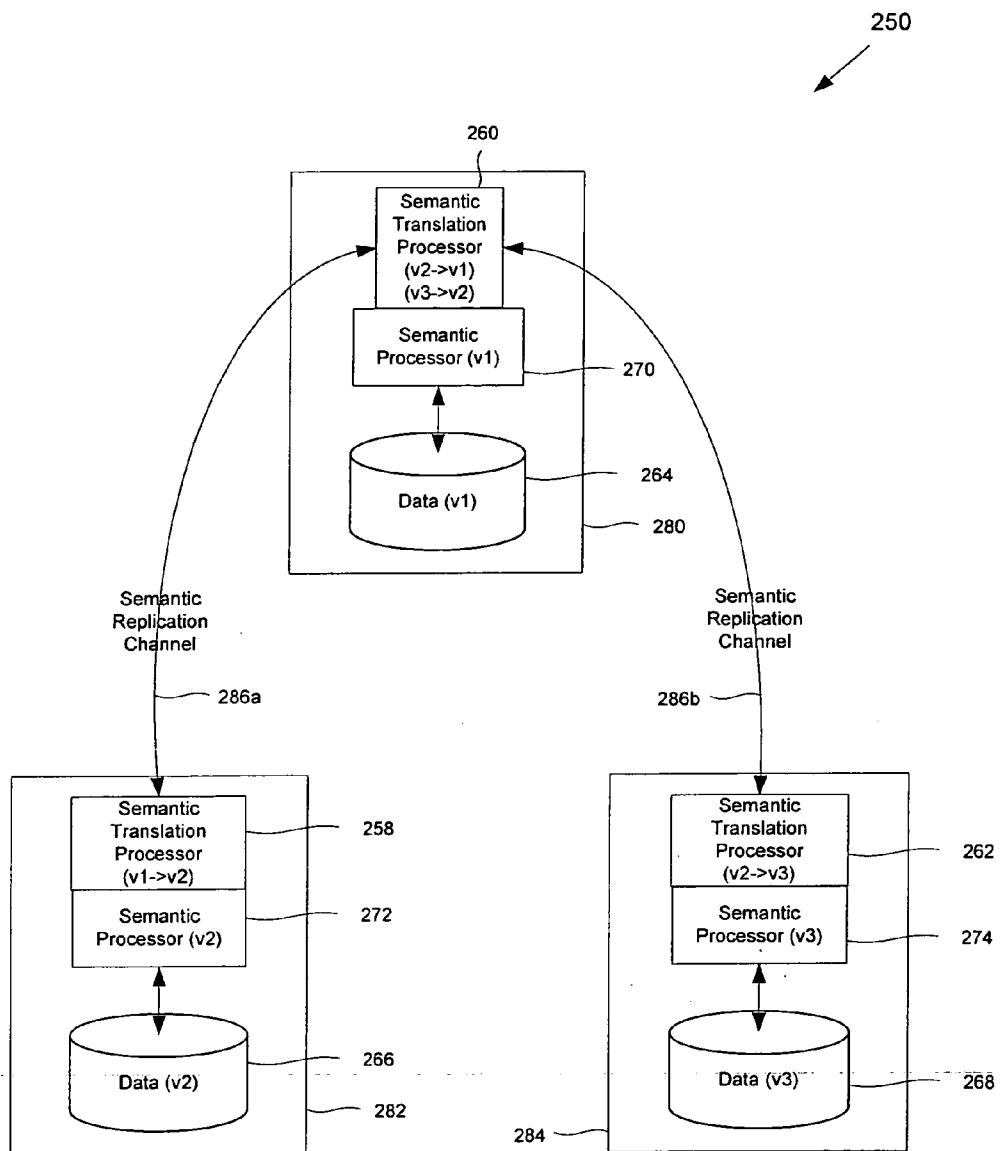 250
260
Semantic
Translation
Processor
(v2->v1)
(v3->v2)
Semantic
Processor (v1)
270
Data (v1)
264
280
Semantic
Replication
Channel
286a
Semantic
Replication
Channel
286b
Semantic
Translation
Processor
(v1->v2)
258
Semantic
Processor (v2)
272
Data (v2)
266
282
Semantic
Translation
Processor
(v2->v3)
262
Semantic
Processor (v3)
274
Data (v3)
268
284